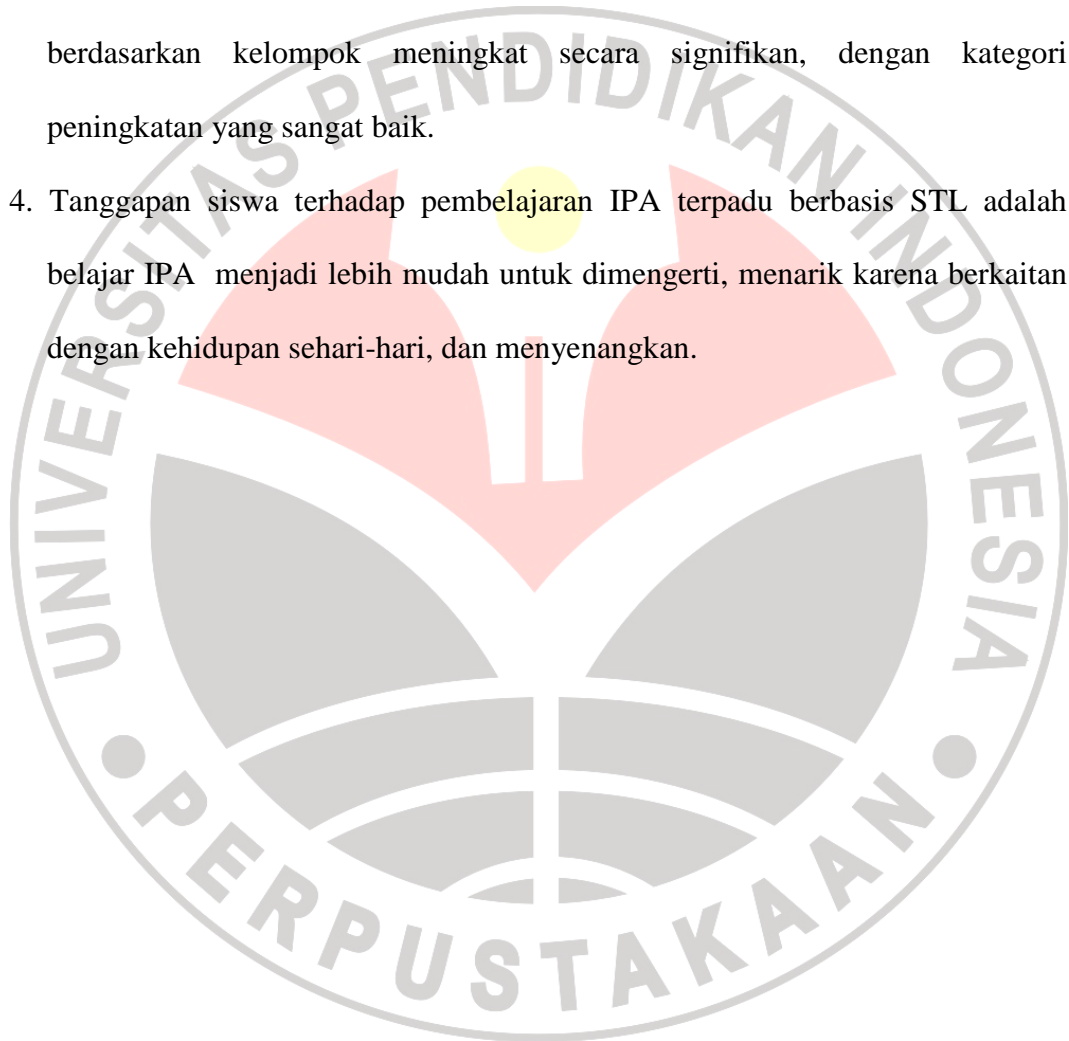 berdasarkan kelompok meningkat secara signifikan, dengan kategori
peningkatan yang sangat baik.
4. Tanggapan siswa terhadap pembelajaran IPA terpadu berbasis STL adalah
belajar IPA menjadi lebih mudah untuk dimengerti, menarik karena berkaitan
dengan kehidupan sehari-hari, dan menyenangkan.
UNIVERSITAS PENDIDIKAN INDONESIA
PERPUSTAKAAN